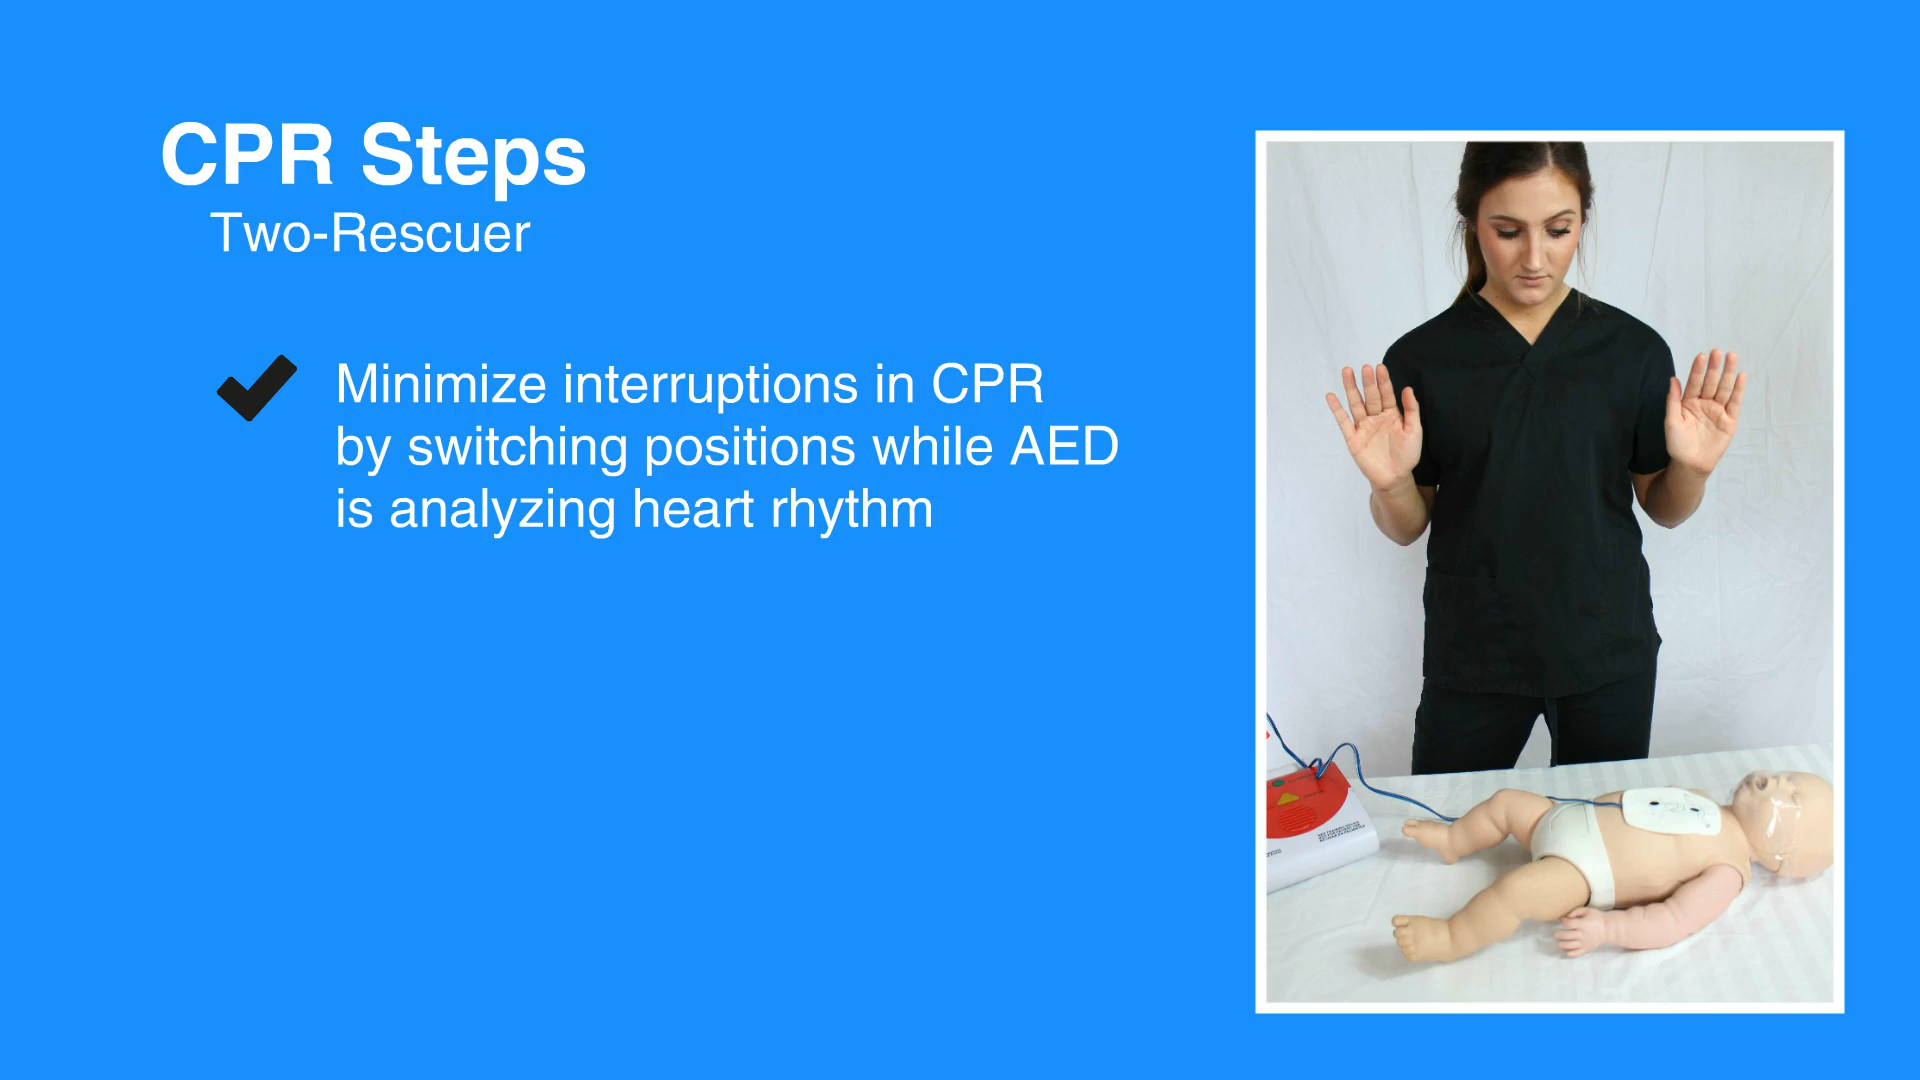 CPR Steps
Two-Rescuer
Minimize interruptions in CPR
by switching positions while AED
is analyzing heart rhythm